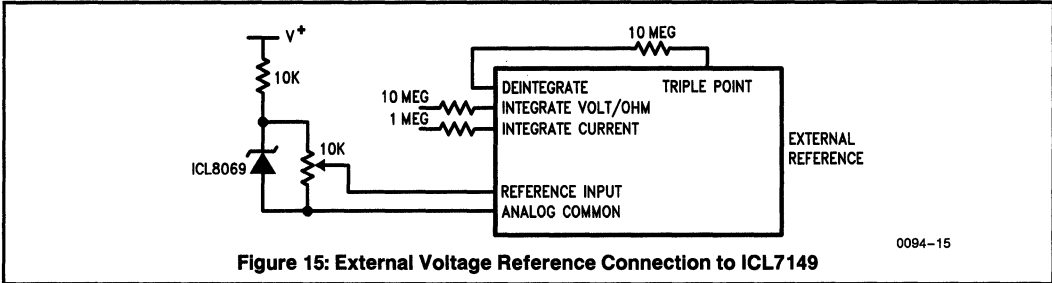 V+
10K
ICL8069
10K
10 MEG
DEINTEGRATE
TRIPLE POINT
10 MEG
INTEGRATE VOLT/OHM
1 MEG
INTEGRATE CURRENT
EXTERNAL
REFERENCE
REFERENCE INPUT
ANALOG COMMON
0094–15
Figure 15: External Voltage Reference Connection to ICL7149